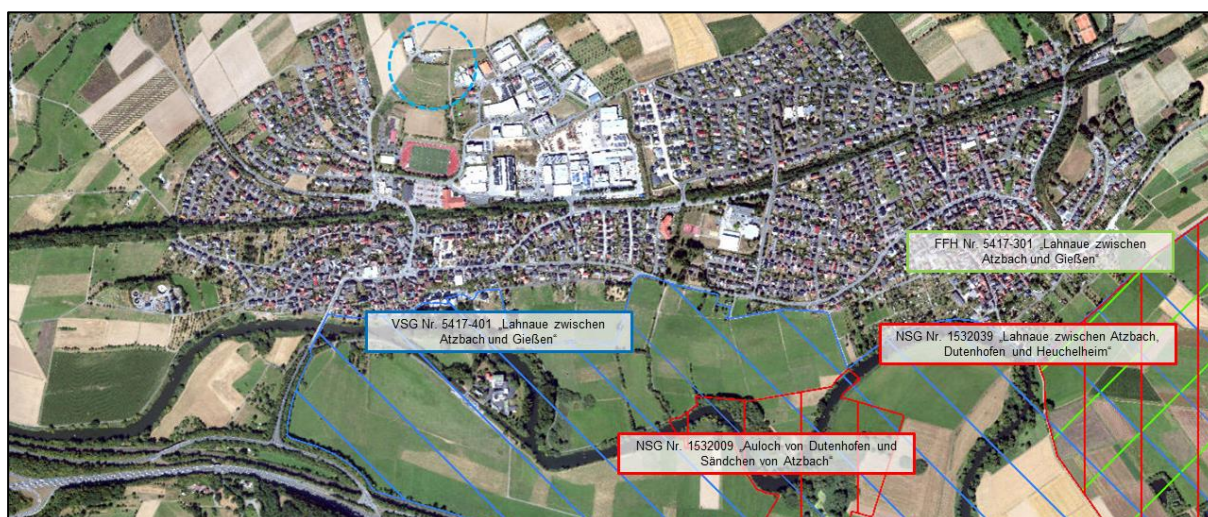 FFH Nr. 5417-301 „Lahnaue zwischen
Atzbach und Gießen“
VSG Nr. 5417-401 „Lahnaue zwischen
Atzbach und Gießen“
NSG Nr. 1532039 „Lahnaue zwischen Atzbach,
Dutenhofen und Heuchelheim“
NSG Nr. 1532009 „Auloch von Dutenhofen und
Sändchen von Atzbach“